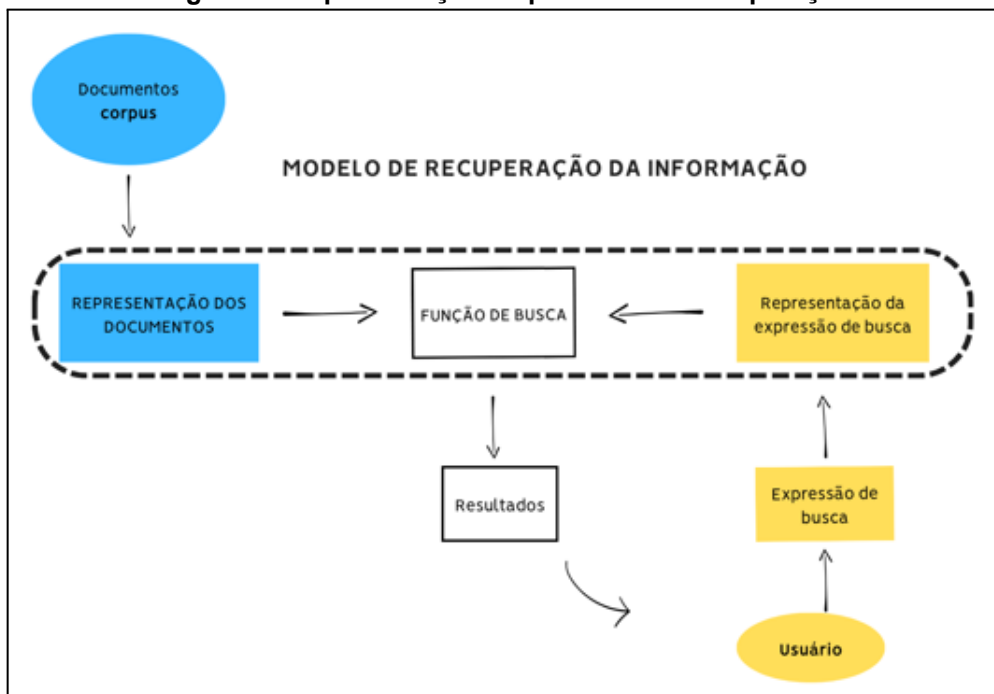 Documentos
corpus
MODELO DE RECUPERAÇÃO DA INFORMAÇÃO
REPRESENTAÇÃO DOS
DOCUMENTOS
FUNÇÃO DE BUSCA
Representação da
expressão de busca
Resultados
Expressão de
busca
Usuário